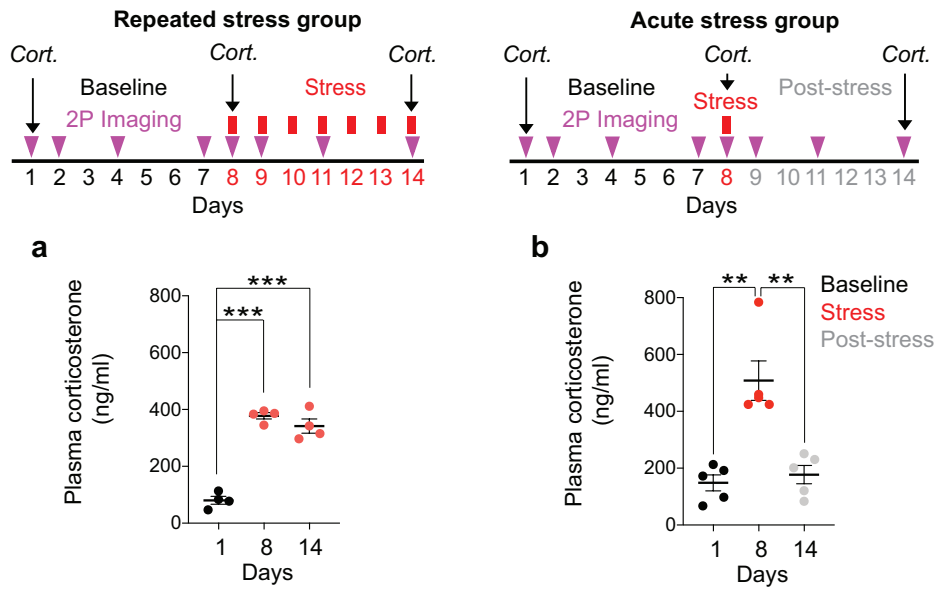 Repeated stress group
Cort. Cort. Cort.
Baseline Stress
2P Imaging
1 2 3 4 5 6 7 8 9 10 11 12 13 14
Days
Acute stress group
Cort. Cort. Cort.
Baseline Stress Post-stress
2P Imaging
1 2 3 4 5 6 7 8 9 10 11 12 13 14
Days
a
Plasma corticosterone
(ng/ml)
800
600
400
200
0
***
***
1 8 14
Days
b
Plasma corticosterone
(ng/ml)
800
600
400
200
0
** **
1 8 14
Days
Baseline
Stress
Post-stress